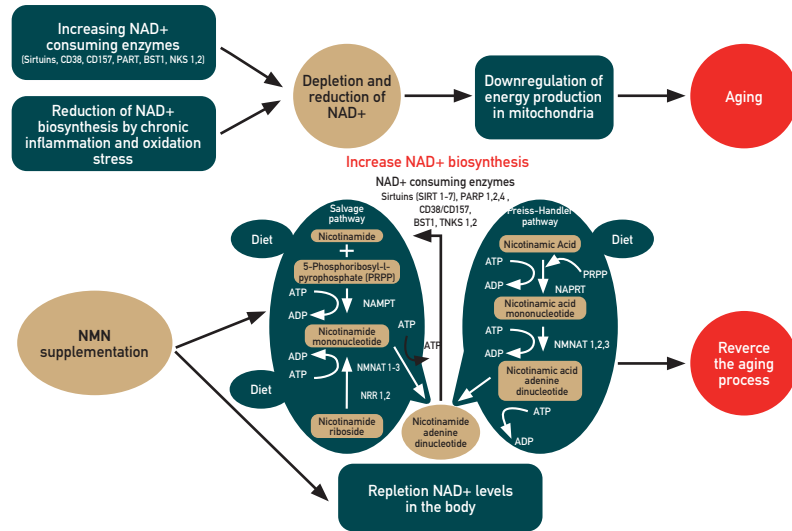 Increasing NAD+
consuming enzymes
(Sirtuins, CD38, CD157, PART, BST1, NKS 1,2)
Reduction of NAD+
biosynthesis by chronic
inflammation and oxidation
stress
Depletion and
reduction of
NAD+
Downregulation of
energy production
in mitochondria
Aging
Increase NAD+ biosynthesis
NAD+ consuming enzymes
Sirtuins (SIRT 1-7), PARP 1,2,4 ,
CD38/CD157,
BST1, TNKS 1,2
NMN
supplementation
Diet
Diet
Salvage
pathway
Nicotinamide
+
5-Phosphoribosyl-l-
pyrophosphate (PRPP)
ATP
ADP
NAMPT
Nicotinamide
mononucleotide
ADP
ATP
NMNAT 1-3
NRR 1,2
Nicotinamide
riboside
ATP
ATP
Nicotinamide
adenine
dinucleotide
Preiss-Handler
pathway
Diet
Nicotinamic Acid
ATP
ADP
PRPP
NAPRT
Nicotinamic acid
mononucleotide
ATP
ADP
NMNAT 1,2,3
Nicotinamic acid
adenine
dinucleotide
ATP
ADP
Reverce
the aging
process
Repletion NAD+ levels
in the body